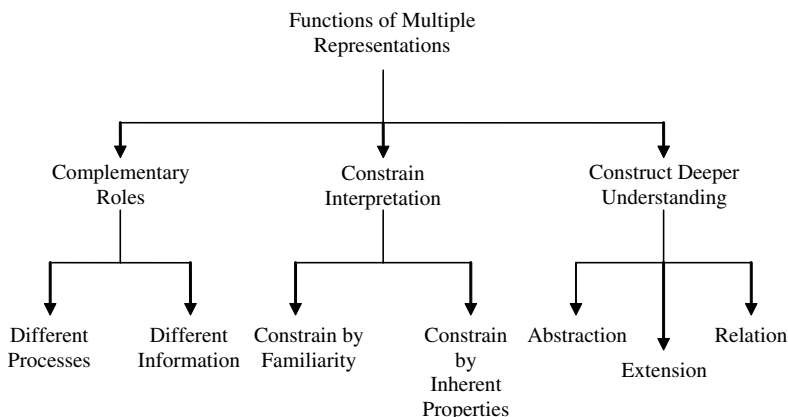 Functions of Multiple
Representations
Complementary
Roles
Constrain
Interpretation
Construct Deeper
Understanding
Different
Processes
Different
Information
Constrain by
Familiarity
Constrain
by
Inherent
Properties
Abstraction
Extension
Relation